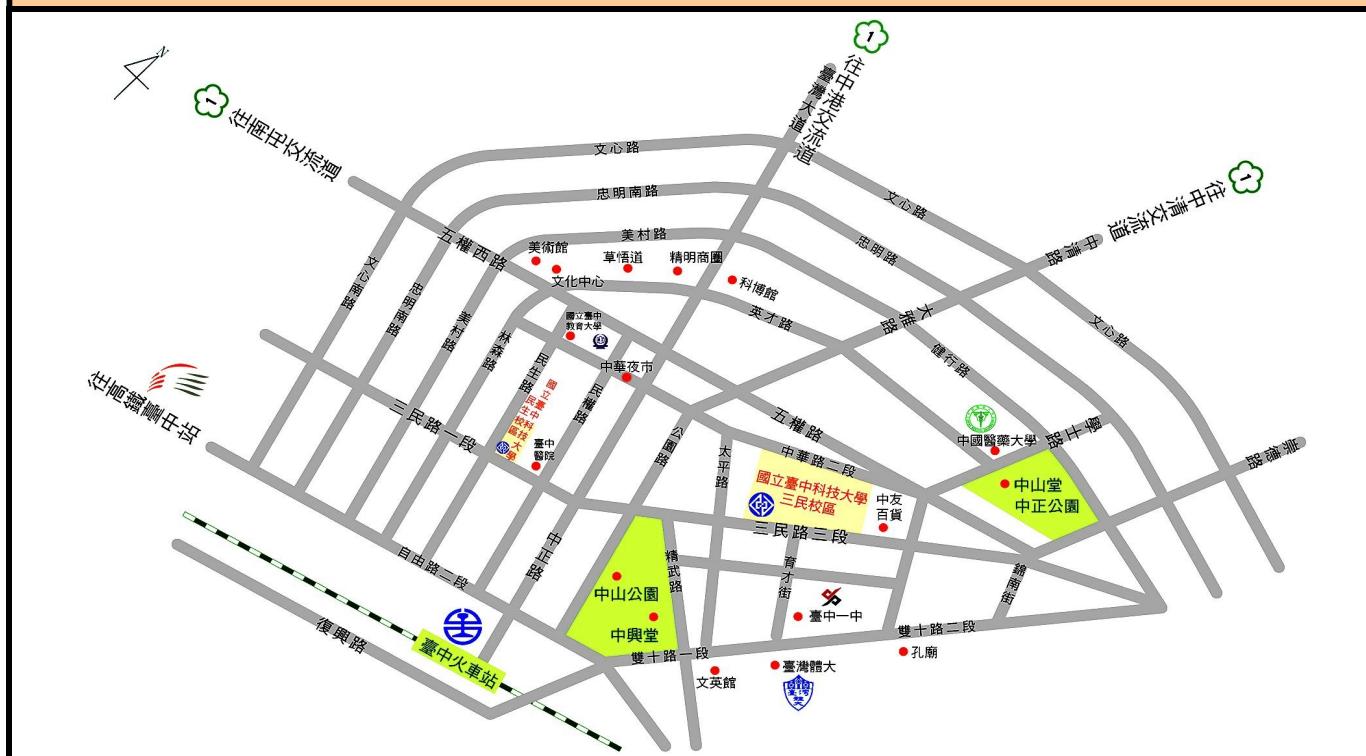 N
1
往南屯交流道
1
往中港交流道
臺灣大道
1
往中清交流道
中清路
文心路
文心路
文心路
忠明南路
忠明路
美村路
五權西路
美術館
文化中心
草悟道
精明商圈
科博館
英才路
大雅路
健行路
文心南路
忠明南路
美村路
林森路
民生路
民權路
國立臺中
教育大學
中華夜市
國立臺中科技大學
民生校區
臺中
醫院
三民路一段
往高鐵臺中站
五權路
公園路
太平路
中華路二段
國立臺中科技大學
三民校區
中友
百貨
中國醫藥大學
學士路
崇德路
中山堂
中正公園
三民路三段
中正路
自由路二段
精武路
育才街
錦南街
中山公園
中興堂
臺中一中
雙十路一段
雙十路二段
文英館
臺灣體大
孔廟
復興路
臺中火車站